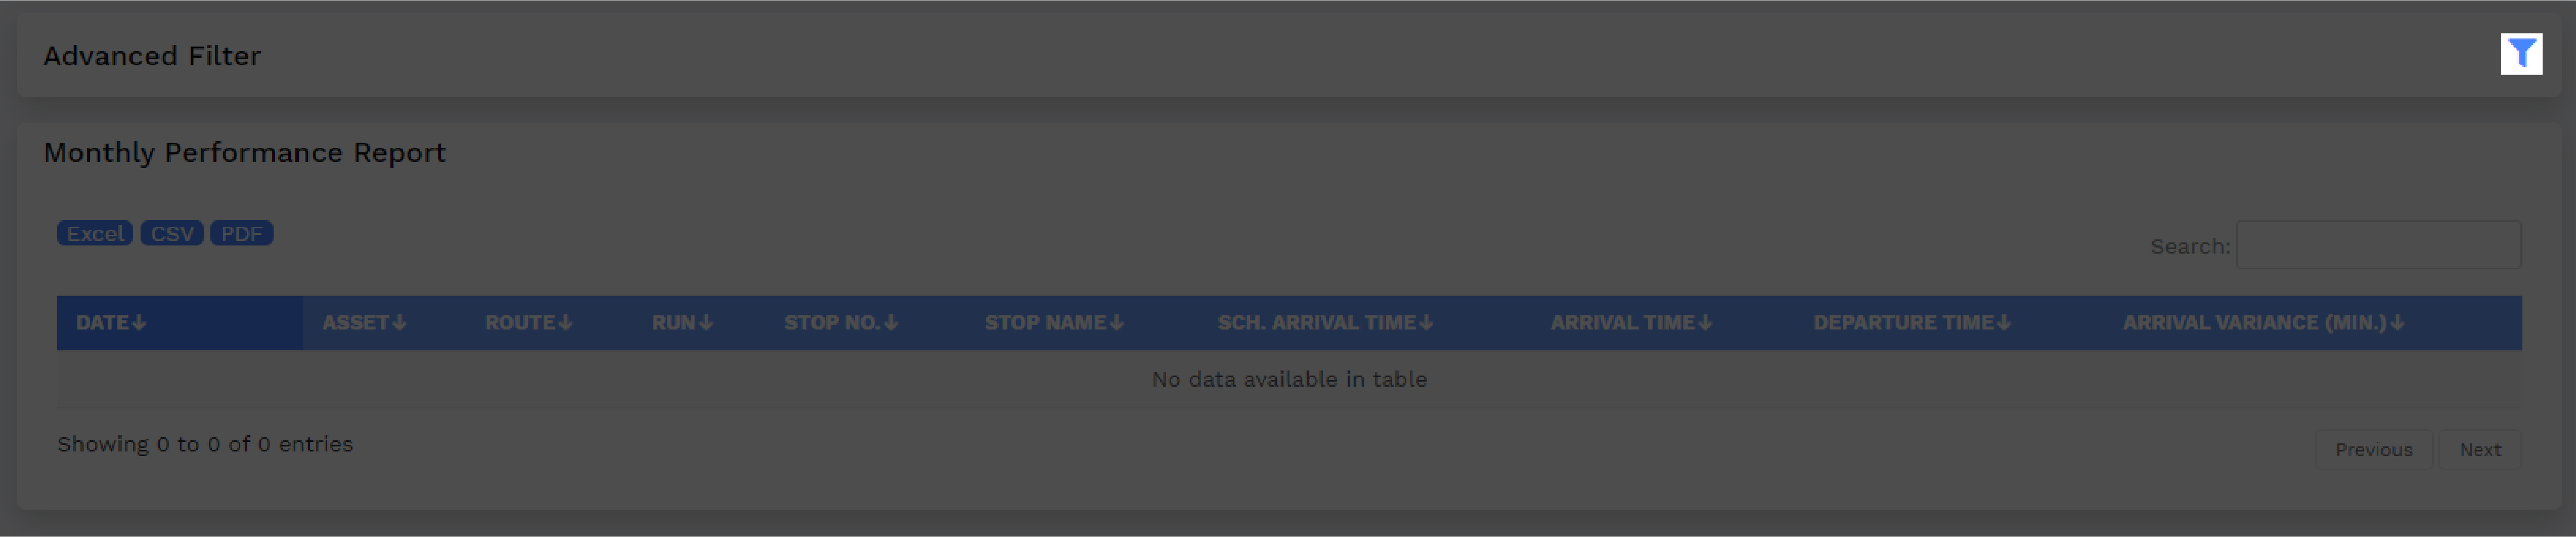 Advanced Filter
Monthly Performance Report
Excel CSV PDF
Search:
DATE↓ ASSET↓ ROUTE↓ RUN↓ STOP NO.↓ STOP NAME↓ SCH. ARRIVAL TIME↓ ARRIVAL TIME↓ DEPARTURE TIME↓ ARRIVAL VARIANCE (MIN.)↓
No data available in table
Showing 0 to 0 of 0 entries
Previous Next